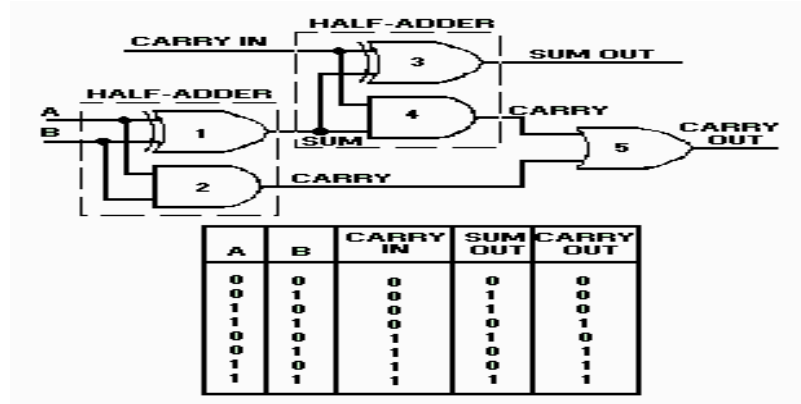 HALF-ADDER
CARRY IN
3
SUM OUT
HALF-ADDER
A
B
1
SUM
4
CARRY
CARRY OUT
5
2
CARRY
A B CARRY IN SUM OUT CARRY OUT
0 0 0 0 0
0 1 0 1 0
1 0 0 1 0
1 1 0 0 1
0 0 1 1 0
0 1 1 0 1
1 0 1 0 1
1 1 1 1 1